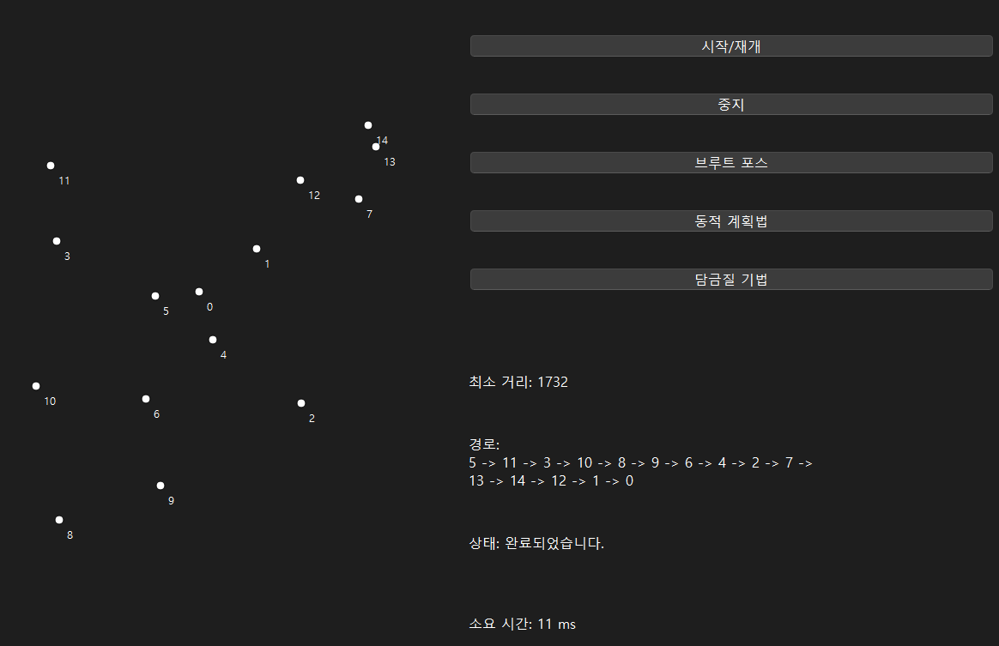 14
13
11
12
7
3
1
5
0
4
10
6
2
9
8
시작/재개
중지
브루트 포스
동적 계획법
담금질 기법
최소 거리: 1732
경로:
5 -> 11 -> 3 -> 10 -> 8 -> 9 -> 6 -> 4 -> 2 -> 7 ->
13 -> 14 -> 12 -> 1 -> 0
상태: 완료되었습니다.
소요 시간: 11 ms